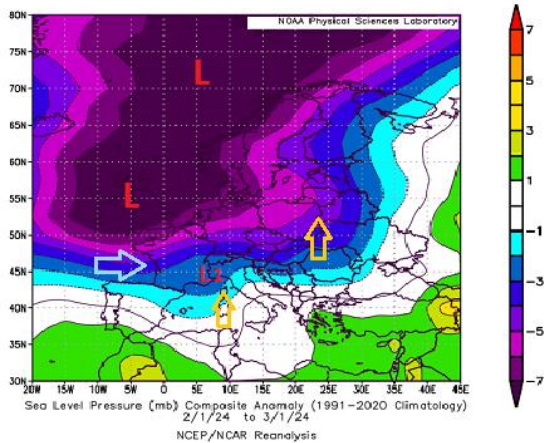 NOAA Physical Sciences Laboratory
80N
75N
70N
65N
60N
55N
50N
45N
40N
35N
30N
L
L
L1
20W 15W 10W 5W 0 5E 10E 15E 20E 25E 30E 35E 40E 45E
7
5
3
1
-1
-3
-5
-7
Sea Level Pressure (mb) Composite Anomaly (1991-2020 Climatology)
2/1/24 to 3/1/24
NCEP/NCAR Reanalysis